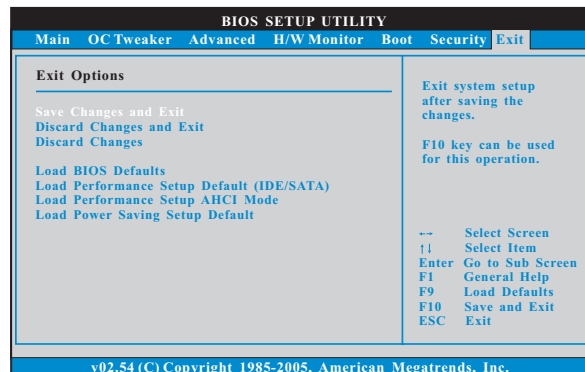 BIOS SETUP UTILITY
Main OC Tweaker Advanced H/W Monitor Boot Security Exit
Exit Options
Save Changes and Exit
Discard Changes and Exit
Discard Changes
Load BIOS Defaults
Load Performance Setup Default (IDE/SATA)
Load Performance Setup AHCI Mode
Load Power Saving Setup Default
Exit system setup
after saving the
changes.
F10 key can be used
for this operation.
←→ Select Screen
↑↓ Select Item
Enter Go to Sub Screen
F1 General Help
F9 Load Defaults
F10 Save and Exit
ESC Exit
v02.54 (C) Copyright 1985-2005, American Megatrends, Inc.